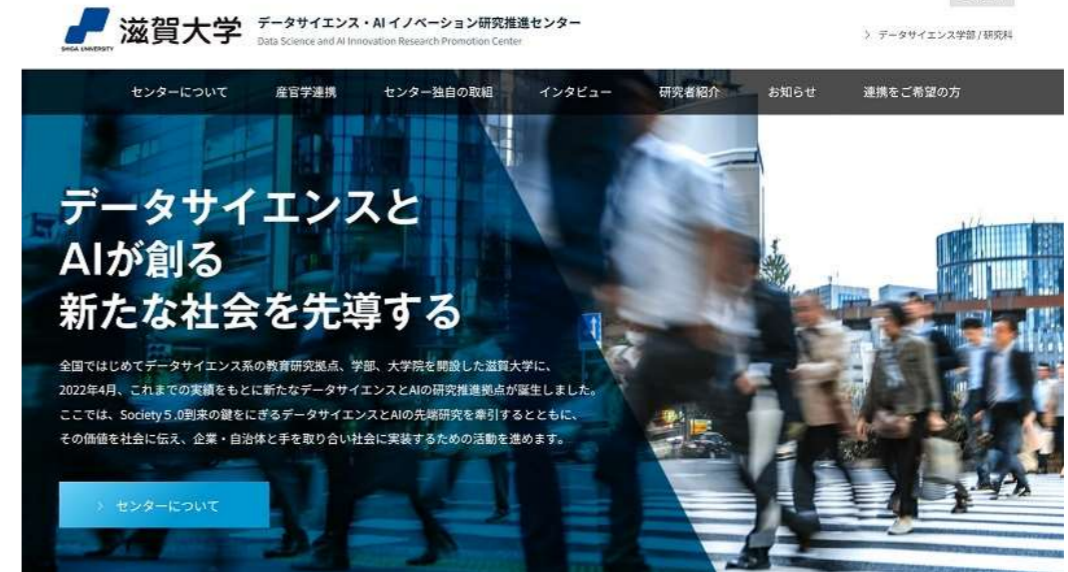 滋賀大学
SHIGA UNIVERSITY
データサイエンス・AI イノベーション研究推進センター
Data Science and AI Innovation Research Promotion Center
> データサイエンス学部 / 研究科
センターについて 産官学連携 センター独自の取組 インタビュー 研究者紹介 お知らせ 連携をご希望の方
データサイエンスと
AIが創る
新たな社会を先導する
全国ではじめてデータサイエンス系の教育研究拠点、学部、大学院を開設した滋賀大学に、
2022年4月、これまでの実績をもとに新たなデータサイエンスとAIの研究推進拠点が誕生しました。
ここでは、Society 5.0到来の鍵をにぎるデータサイエンスとAIの先端研究を牽引するとともに、
その価値を社会に伝え、企業・自治体と手を取り合い社会に実装するための活動を進めます。
> センターについて